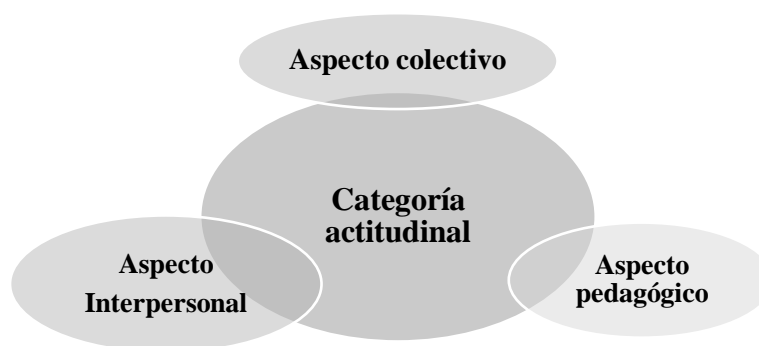 Aspecto colectivo
Categoría
actitudinal
Aspecto
Interpersonal
Aspecto
pedagógico